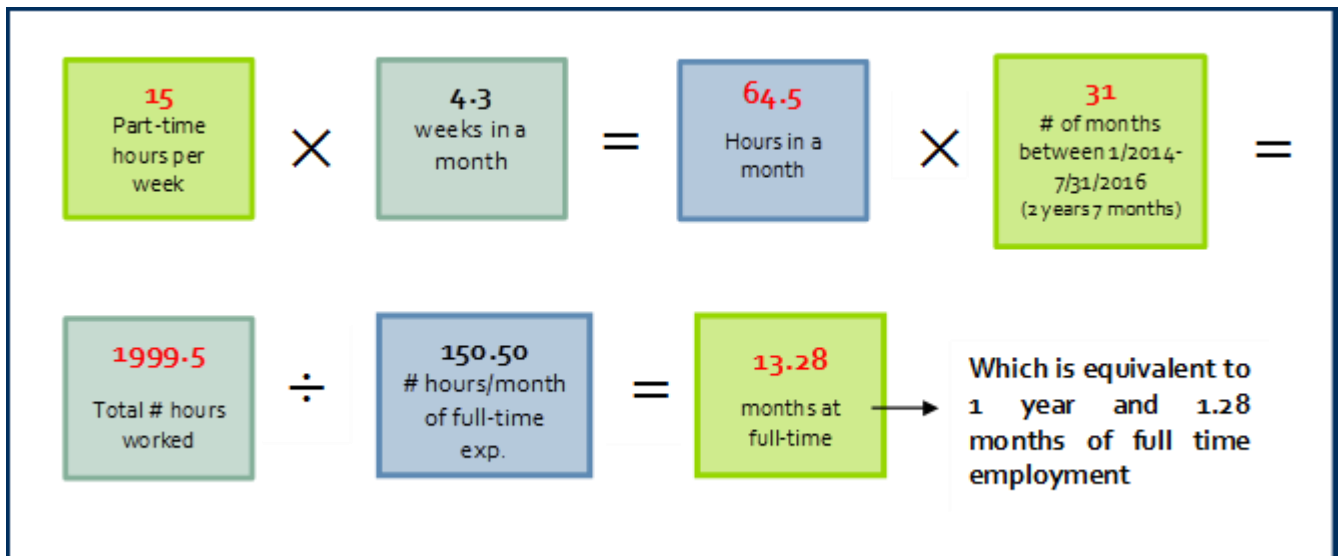 15
Part-time
hours per
week
×
4.3
weeks in a
month
=
64.5
Hours in a
month
×
31
# of months
between 1/2014-
7/31/2016
(2 years 7 months)
=
1999.5
Total # hours
worked
÷
150.50
# hours/month
of full-time
exp.
=
13.28
months at
full-time
Which is equivalent to
1 year and 1.28
months of full time
employment